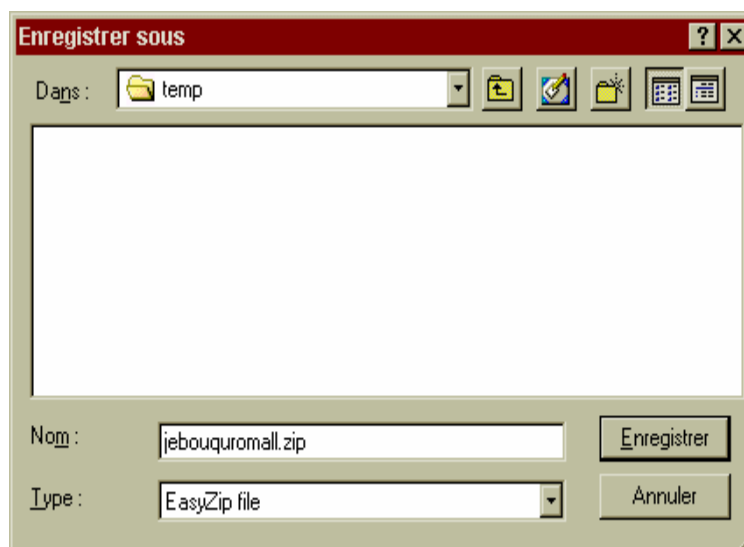 Enregistrer sous
Dans : temp
Nom : jebouquromall.zip
Enregistrer
Type : EasyZip file
Annuler